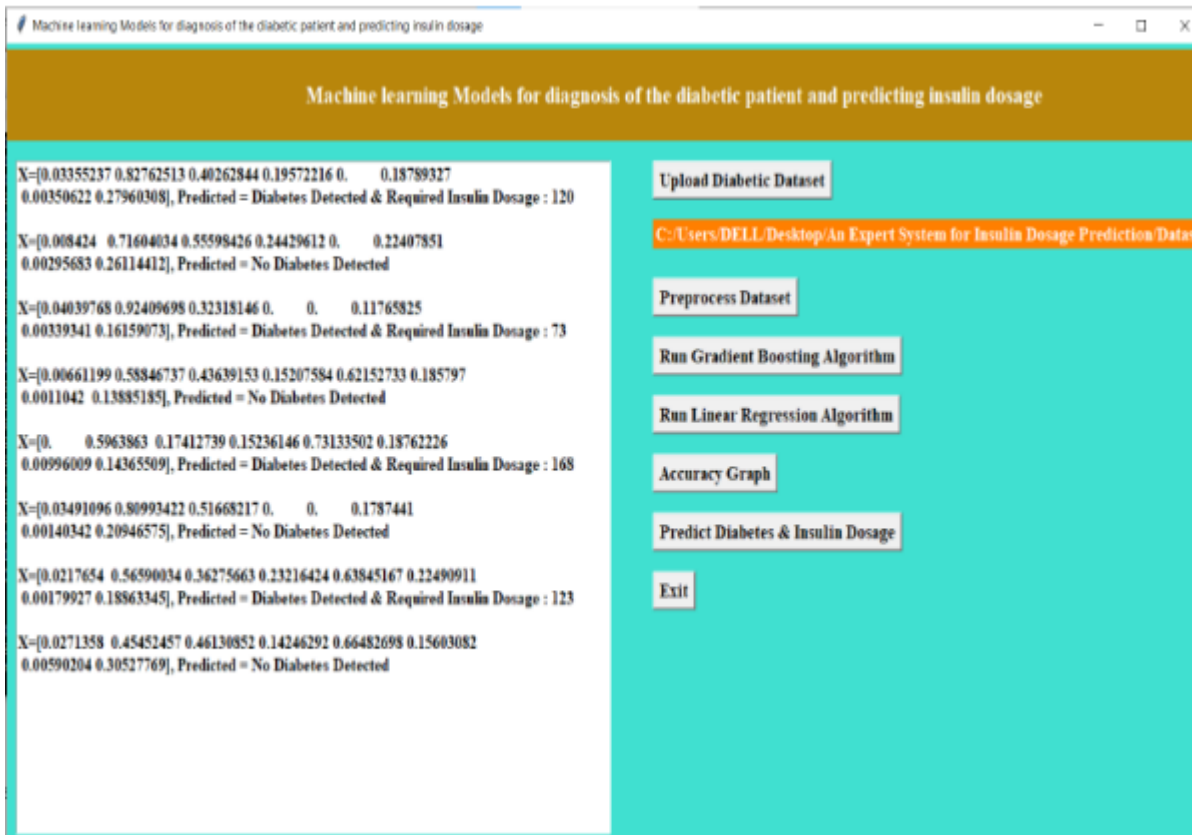 Machine learning Models for diagnosis of the diabetic patient and predicting insulin dosage
Machine learning Models for diagnosis of the diabetic patient and predicting insulin dosage
X=[0.03355237 0.82762513 0.40262844 0.19572216 0. 0.18789327
0.00350622 0.27960308], Predicted = Diabetes Detected & Required Insulin Dosage : 120
X=[0.008424 0.71604034 0.55598426 0.24429612 0. 0.22407851
0.00295683 0.26114412], Predicted = No Diabetes Detected
X=[0.04039768 0.92409698 0.32318146 0. 0. 0.11765825
0.00339341 0.16159073], Predicted = Diabetes Detected & Required Insulin Dosage : 73
X=[0.00661199 0.58846737 0.43639153 0.15207584 0.62152733 0.185797
0.0011042 0.13885185], Predicted = No Diabetes Detected
X=[0. 0.5963863 0.17412739 0.15236146 0.73133502 0.18762226
0.00996009 0.14365509], Predicted = Diabetes Detected & Required Insulin Dosage : 168
X=[0.03491096 0.80993422 0.51668217 0. 0. 0.1787441
0.00140342 0.20946575], Predicted = No Diabetes Detected
X=[0.0217654 0.56590034 0.36275663 0.23216424 0.63845167 0.22490911
0.00179927 0.18863345], Predicted = Diabetes Detected & Required Insulin Dosage : 123
X=[0.0271358 0.45452457 0.46130852 0.14246292 0.66482698 0.15603082
0.00590204 0.30527769], Predicted = No Diabetes Detected
Upload Diabetic Dataset
C:/Users/DELL/Desktop/An Expert System for Insulin Dosage Prediction/Datas
Preprocess Dataset
Run Gradient Boosting Algorithm
Run Linear Regression Algorithm
Accuracy Graph
Predict Diabetes & Insulin Dosage
Exit